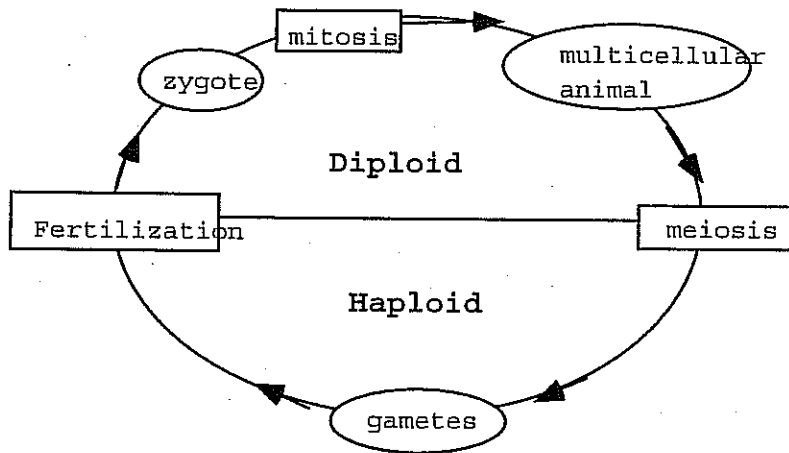 mitosis
multicellular
animal
zygote
Diploid
Fertilization
meiosis
Haploid
gametes